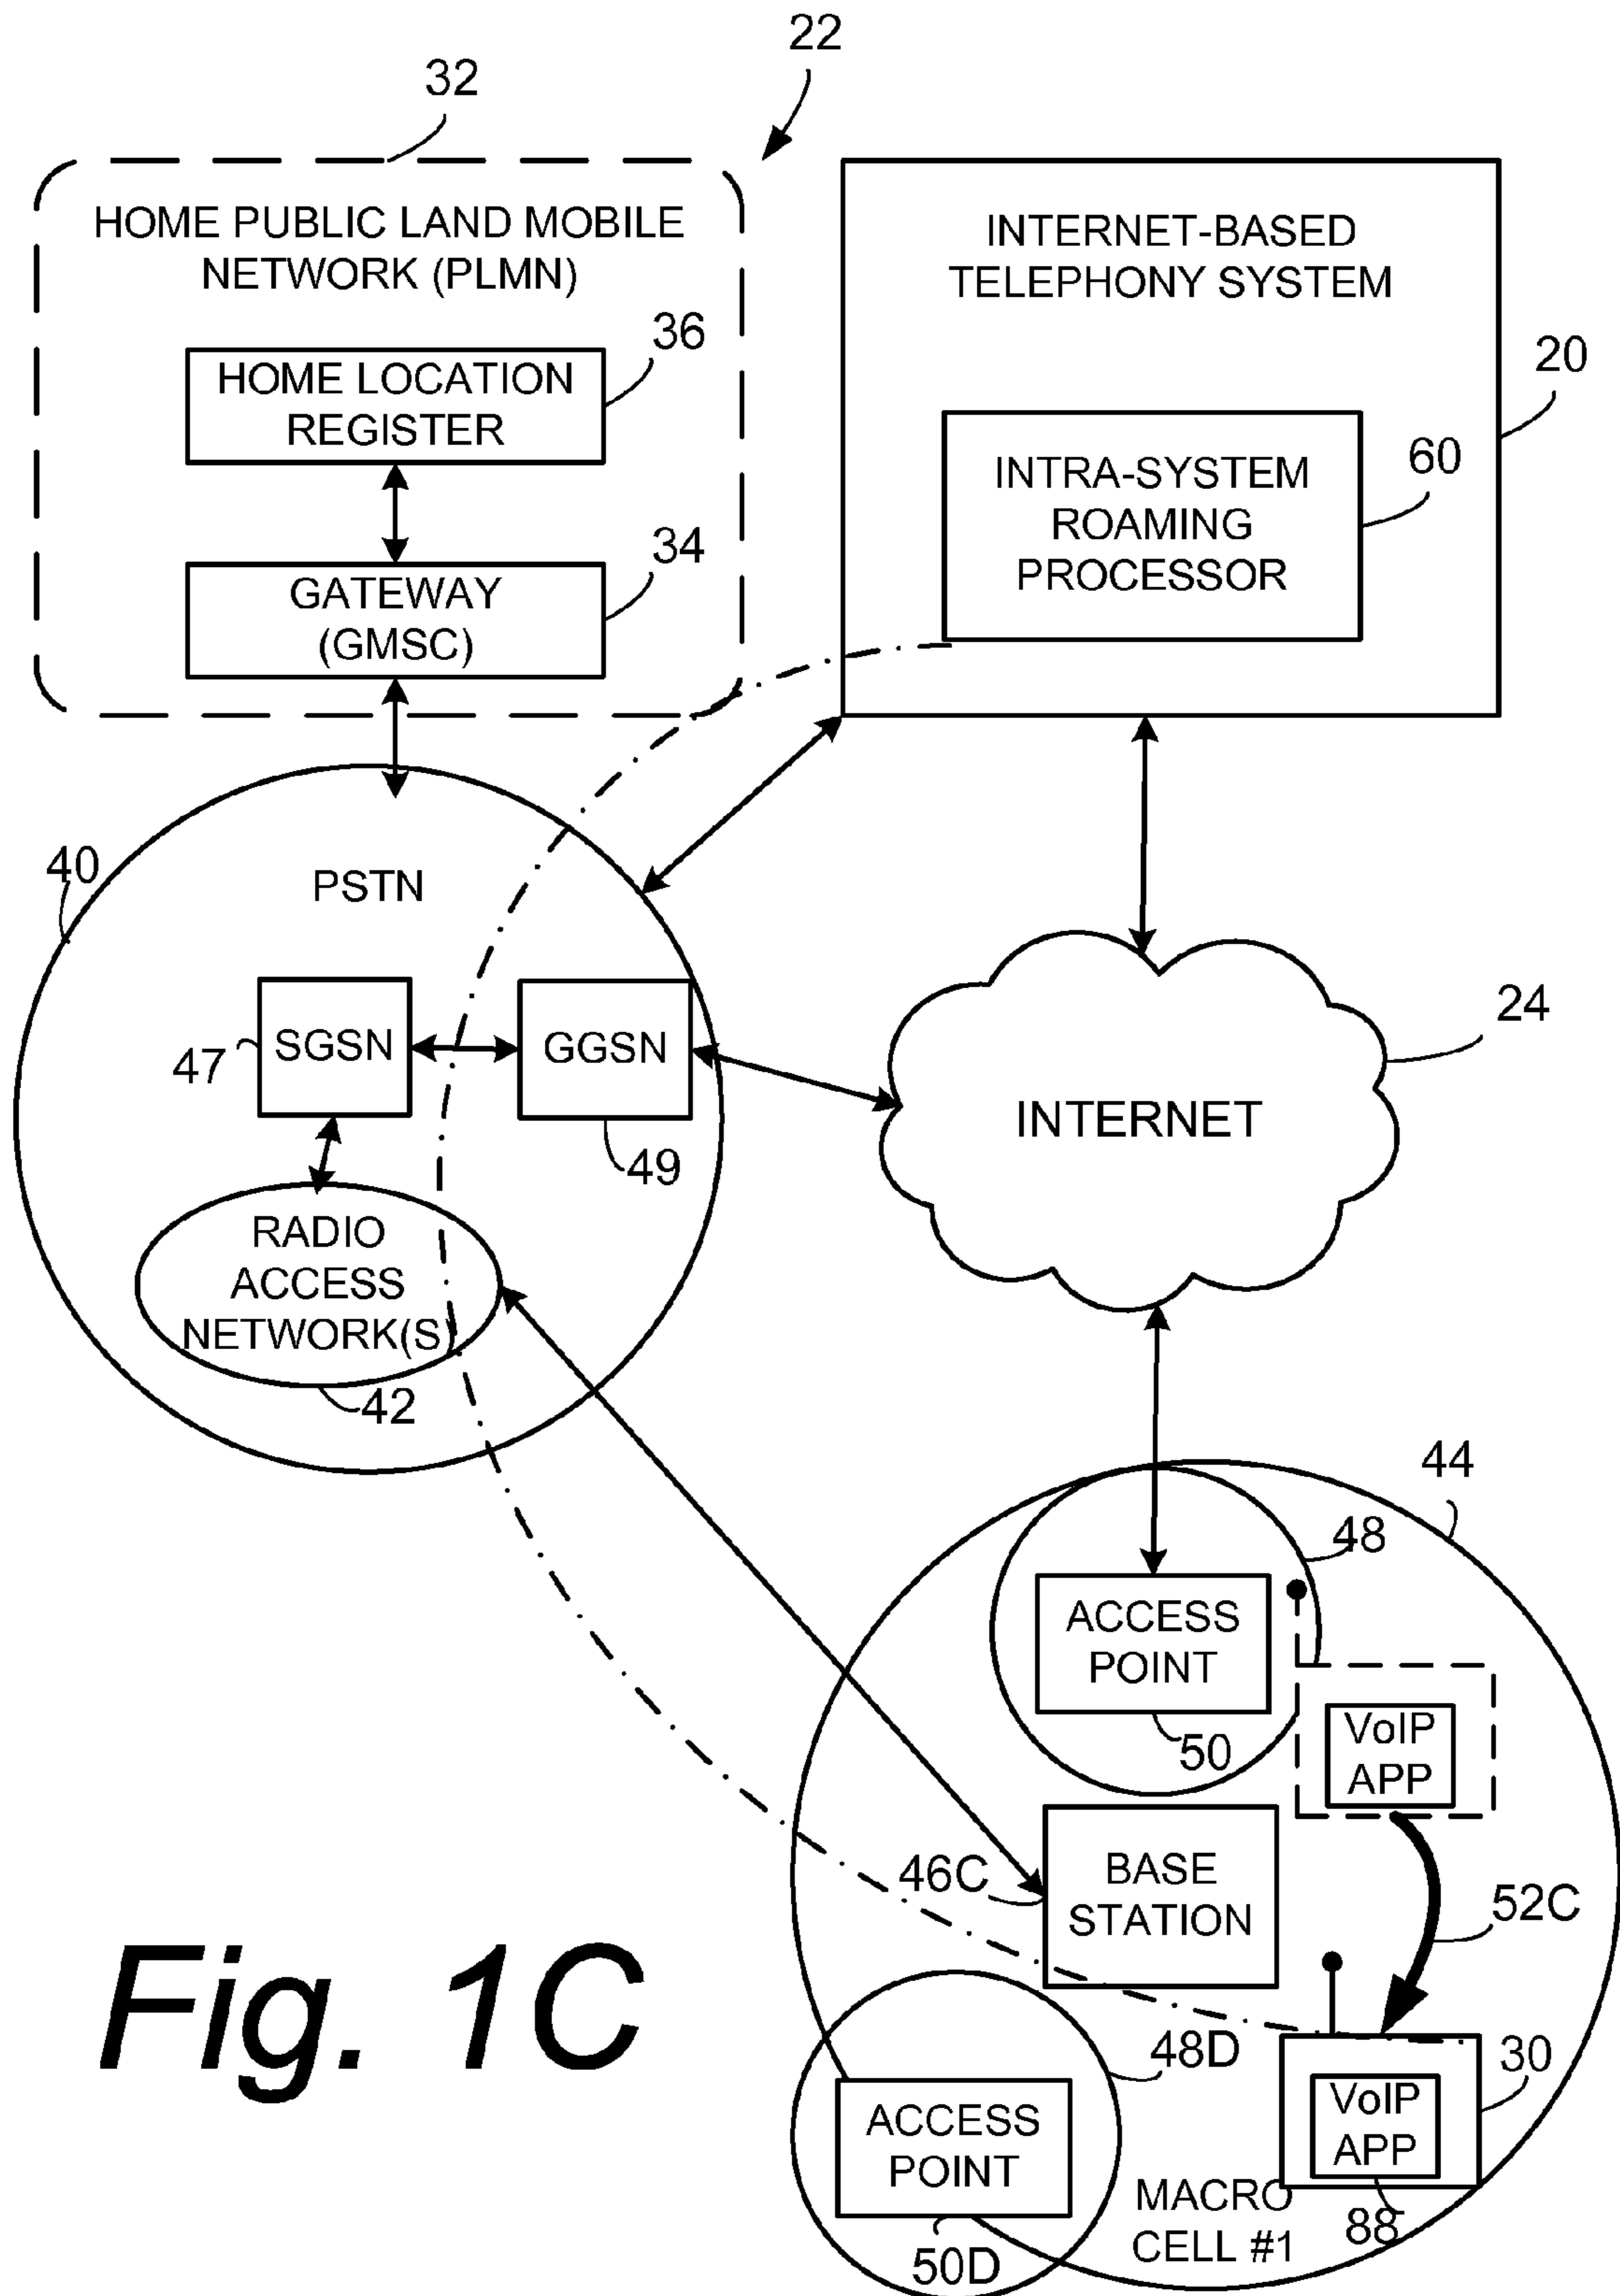 22
32
HOME PUBLIC LAND MOBILE
NETWORK (PLMN)
36
HOME LOCATION
REGISTER
34
GATEWAY
(GMSC)
INTERNET-BASED
TELEPHONY SYSTEM
20
60
INTRA-SYSTEM
ROAMING
PROCESSOR
40
PSTN
47
SGSN
GGSN
49
RADIO
ACCESS
NETWORK(S)
42
24
INTERNET
44
48
ACCESS
POINT
50
VoIP
APP
46C
BASE
STATION
52C
48D
30
ACCESS
POINT
50D
VoIP
APP
88
MACRO
CELL #1
Fig. 1C